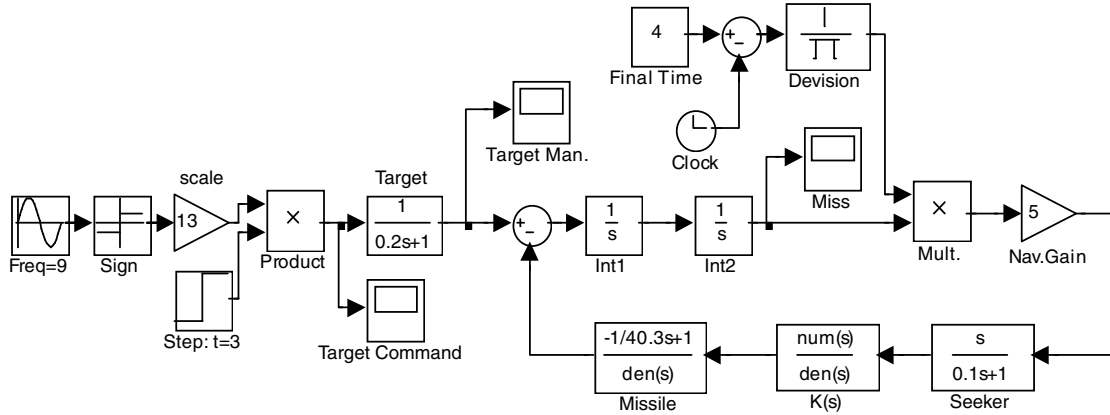 4
+
-
1
Π
Final Time
Devision
Clock
Target Man.
Miss
scale
Target
13
×
1
0.2s+1
+
-
1
s
1
s
×
5
Freq=9
Sign
Product
Int1
Int2
Mult.
Nav.Gain
Step: t=3
Target Command
-1/40.3s+1
den(s)
num(s)
den(s)
s
0.1s+1
Missile
K(s)
Seeker